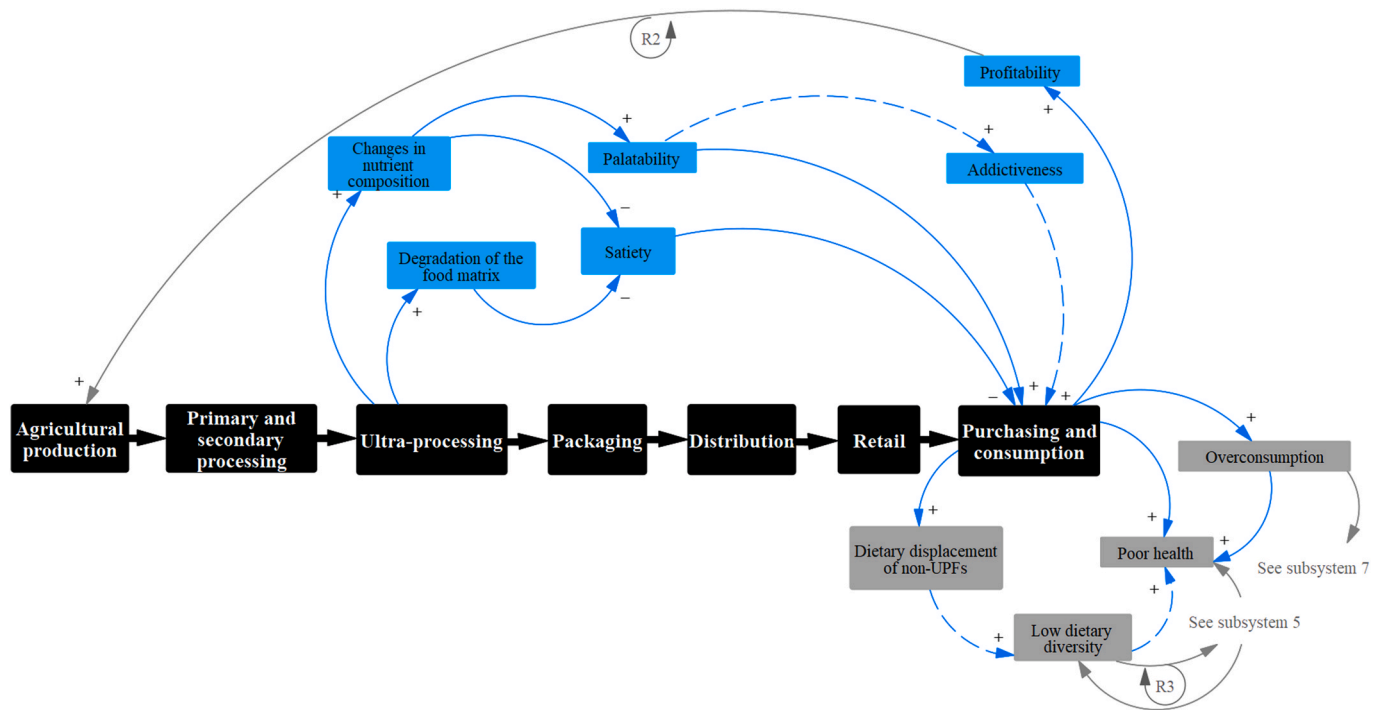 R2
Profitability
+
+
Changes in
nutrient
composition
+
Palatability
+
Addictiveness
+
–
Degradation of the
food matrix
Satiety
+
–
+
–
+
+
Agricultural
production
Primary and
secondary
processing
Ultra-processing
Packaging
Distribution
Retail
Purchasing and
consumption
+
Overconsumption
+
+
+
Dietary displacement
of non-UPFs
Poor health
See subsystem 7
+
+
Low dietary
diversity
See subsystem 5
R3